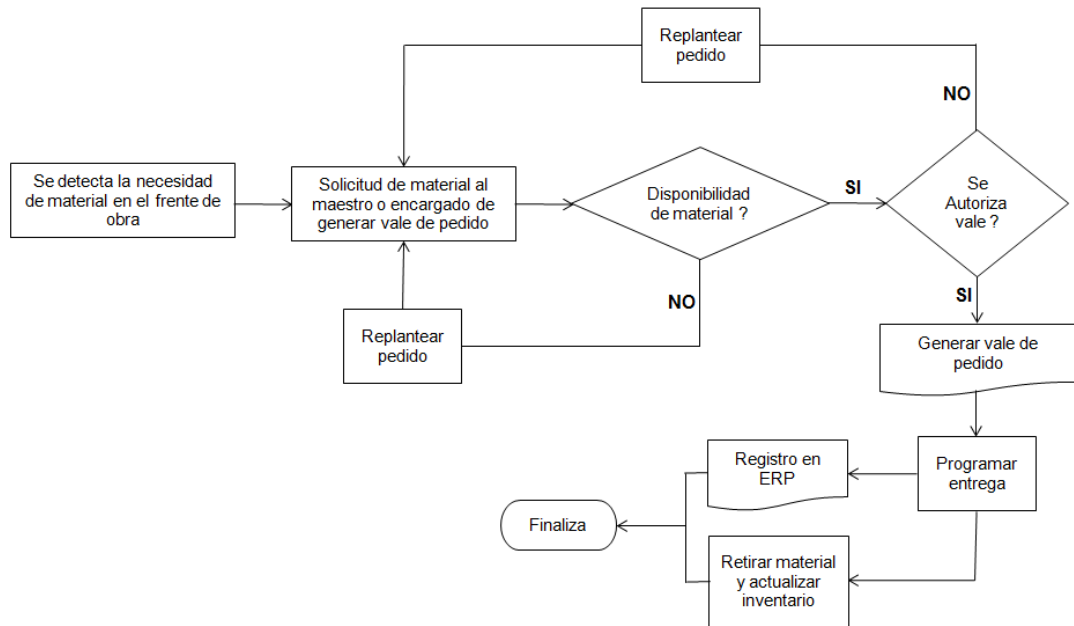 Replantear
pedido
NO
Se detecta la necesidad
de material en el frente de
obra
Solicitud de material al
maestro o encargado de
generar vale de pedido
Disponibilidad
de material ?
SI
Se
Autoriza
vale ?
NO
Replantear
pedido
SI
Generar vale de
pedido
Registro en
ERP
Programar
entrega
Finaliza
Retirar material
y actualizar
inventario